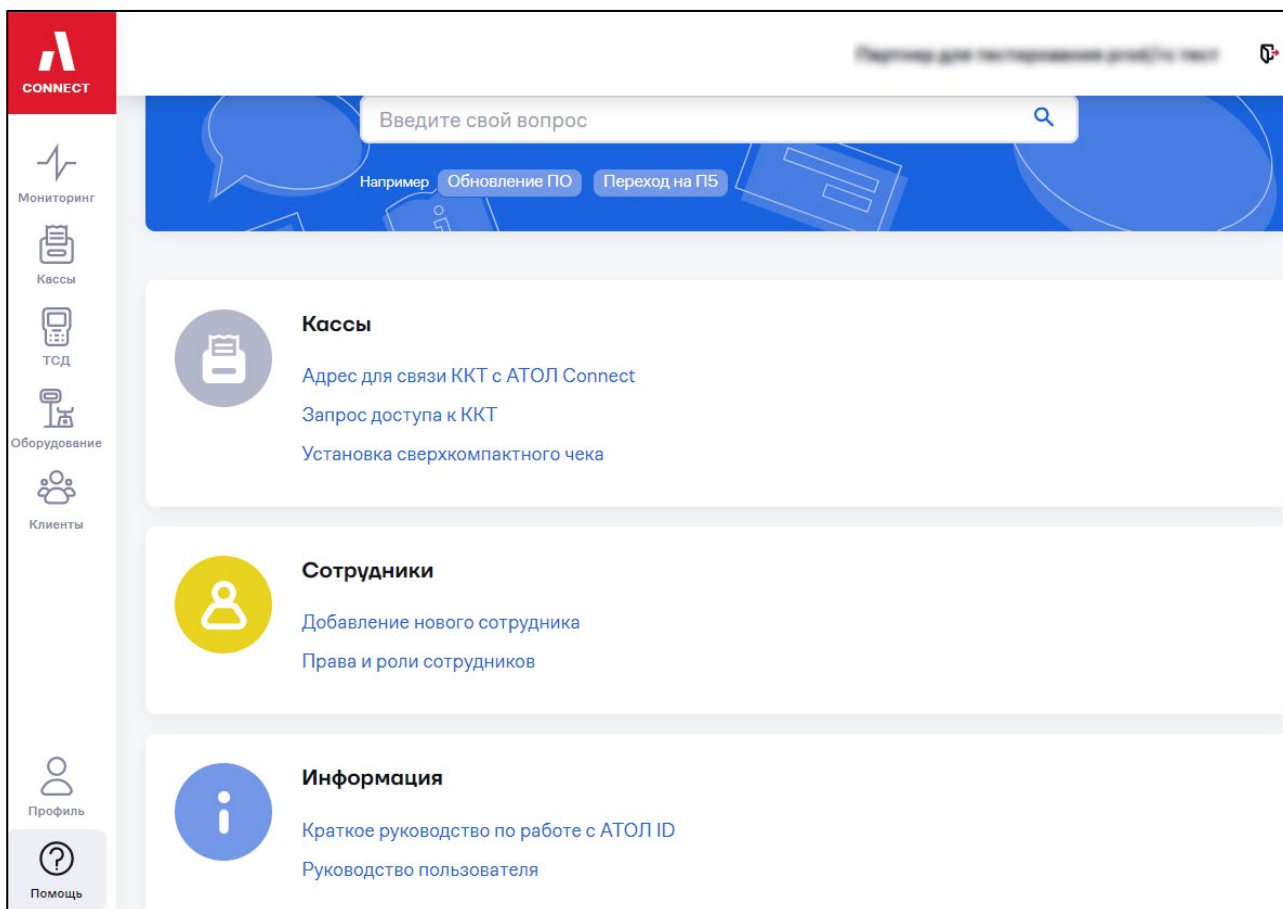 CONNECT
Введите свой вопрос
Например Обновление ПО Переход на П5
Мониторинг
Кассы
ТСД
Оборудование
Клиенты
Профиль
Помощь
Кассы
Адрес для связи ККТ с АТОЛ Connect
Запрос доступа к ККТ
Установка сверхкомпактного чека
Сотрудники
Добавление нового сотрудника
Права и роли сотрудников
Информация
Краткое руководство по работе с АТОЛ ID
Руководство пользователя